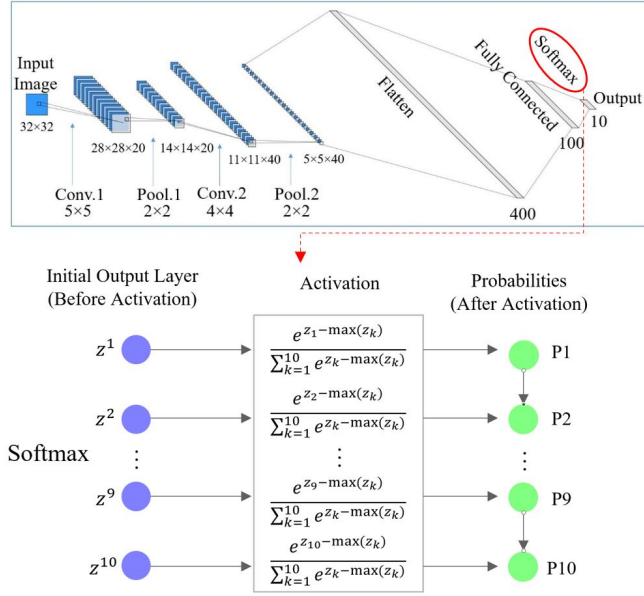 Input
Image
32×32
28×28×20
14×14×20
11×11×40
5×5×40
Conv.1
5×5
Pool.1
2×2
Conv.2
4×4
Pool.2
2×2
Flatten
400
Fully Connected
100
Softmax
Output
10
Initial Output Layer
(Before Activation)
Activation
Probabilities
(After Activation)
z^1
e^{z_1−max(z_k)}
∑_{k=1}^{10} e^{z_k−max(z_k)}
P1
z^2
e^{z_2−max(z_k)}
∑_{k=1}^{10} e^{z_k−max(z_k)}
P2
Softmax
⋮
⋮
⋮
z^9
e^{z_9−max(z_k)}
∑_{k=1}^{10} e^{z_k−max(z_k)}
P9
z^{10}
e^{z_{10}−max(z_k)}
∑_{k=1}^{10} e^{z_k−max(z_k)}
P10